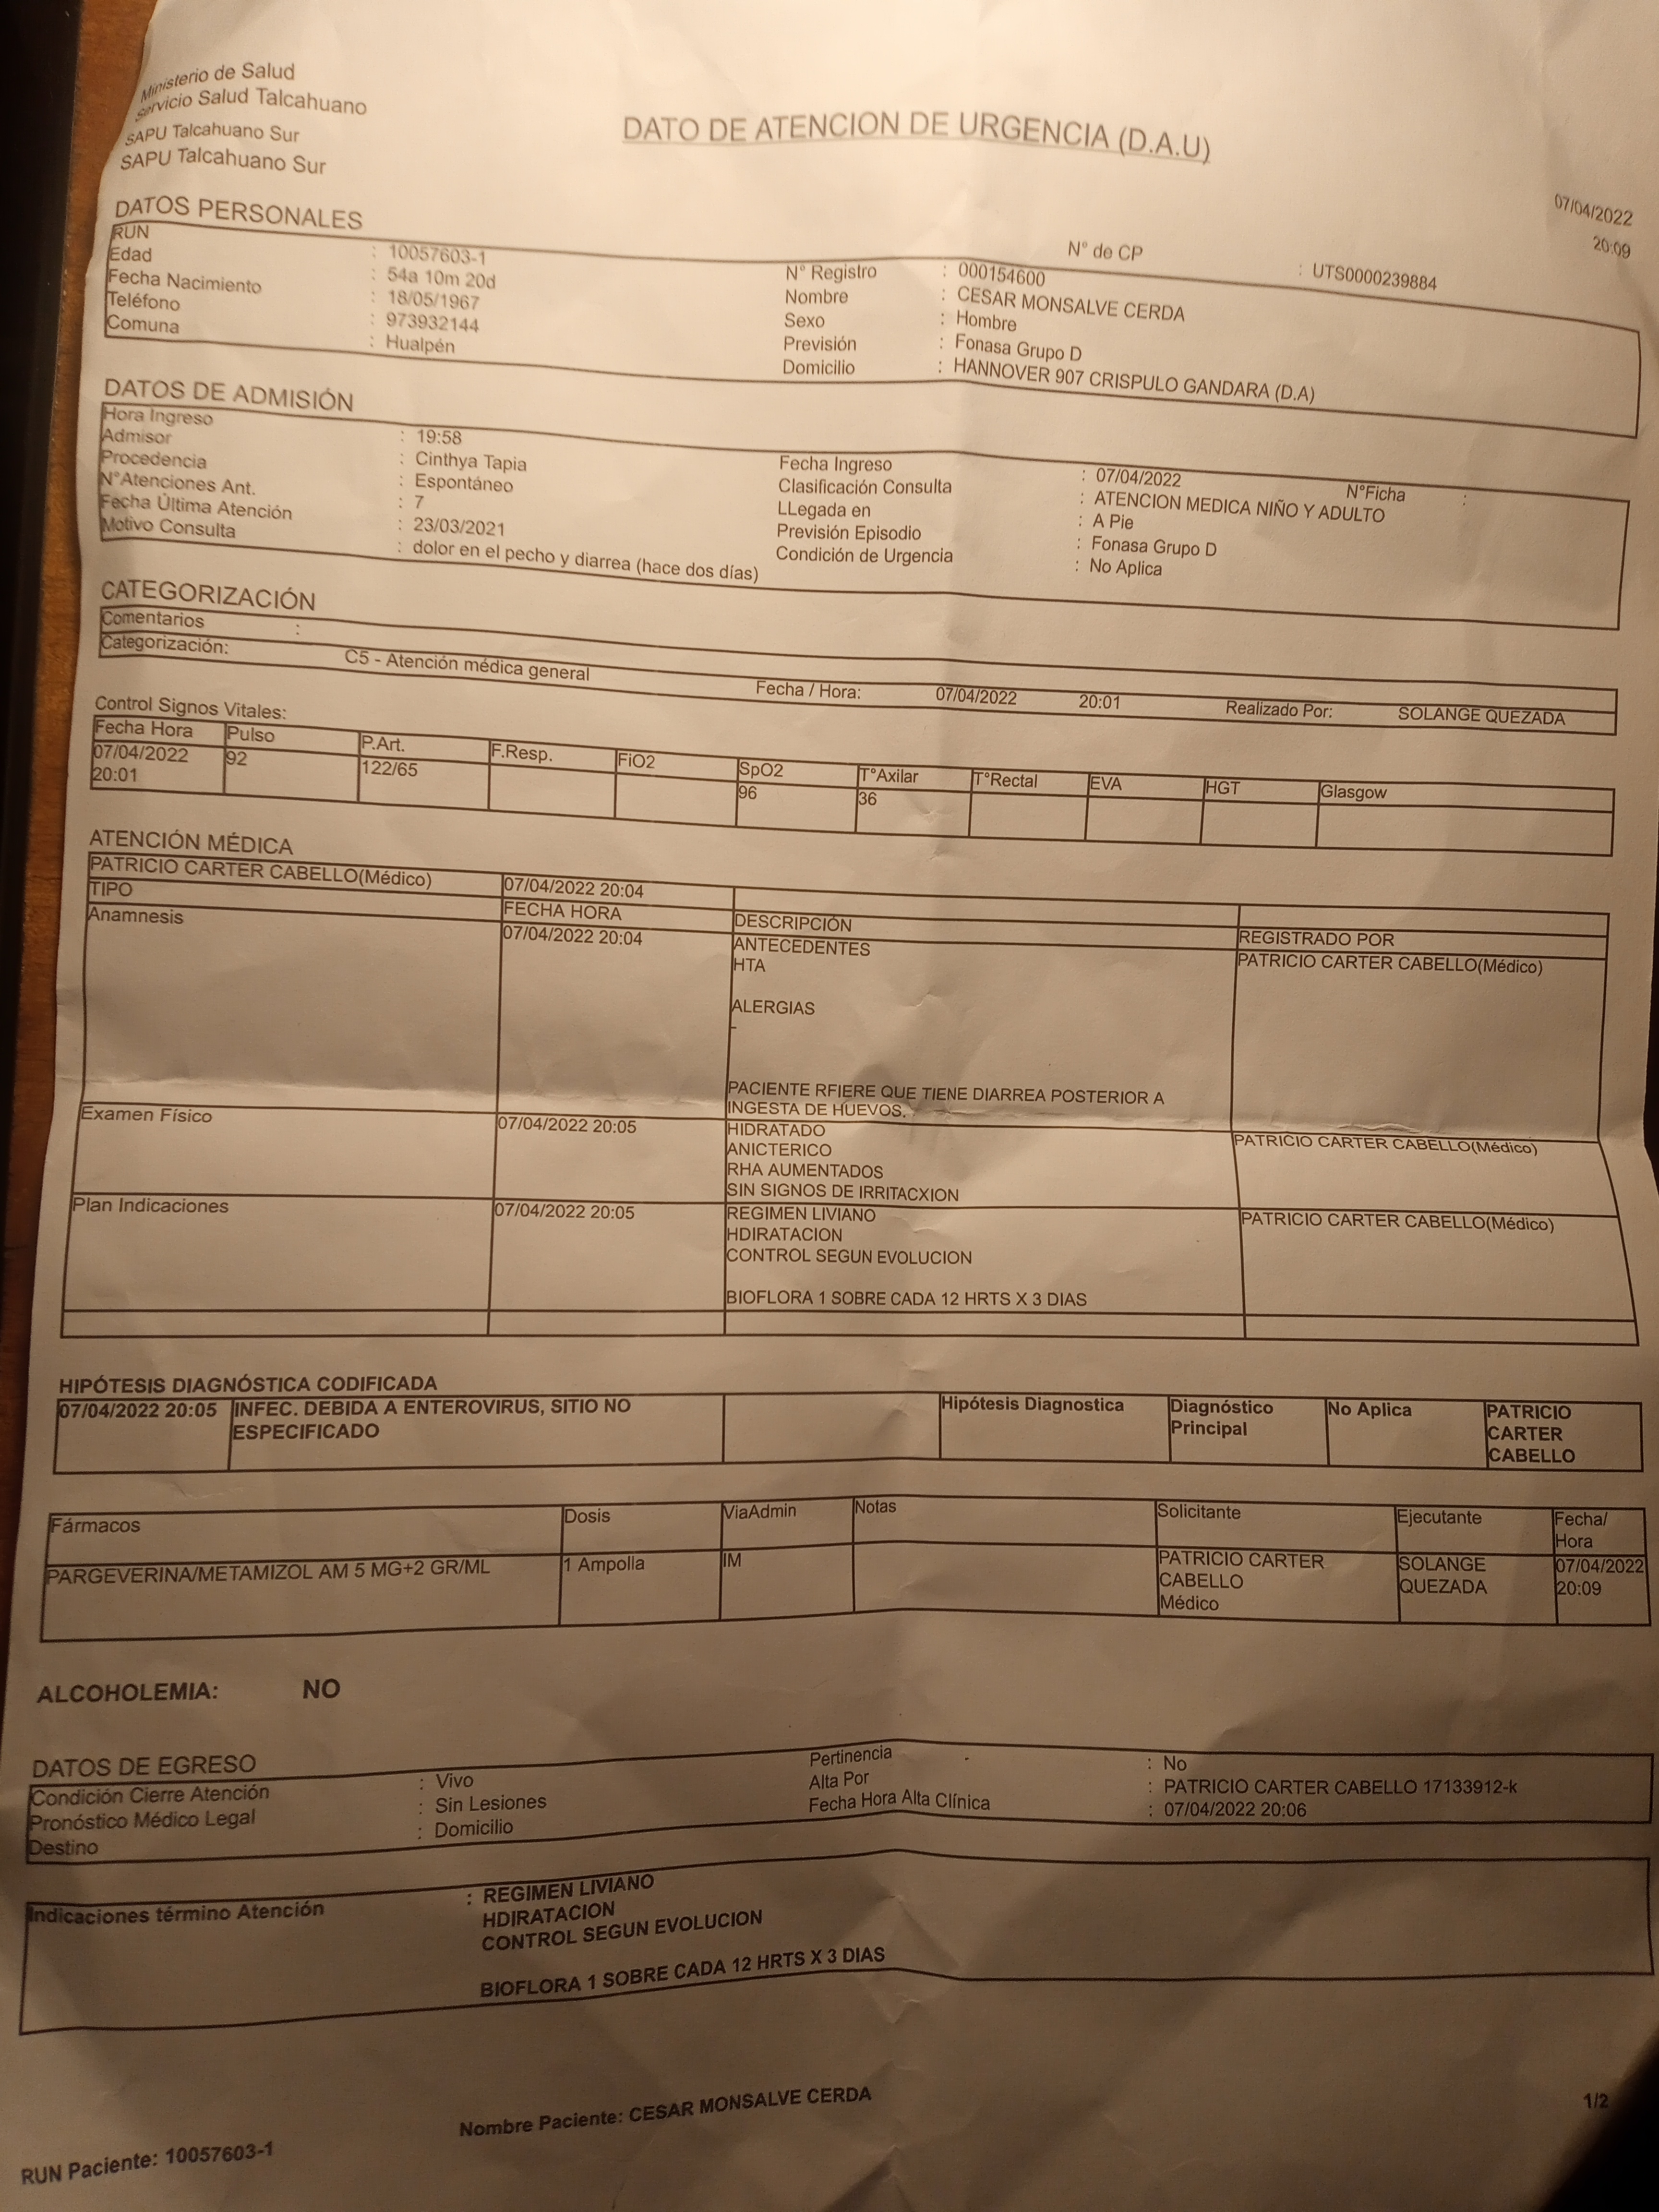 Ministerio de Salud
Servicio Salud Talcahuano
SAPU Talcahuano Sur
SAPU Talcahuano Sur
DATO DE ATENCION DE URGENCIA (D.A.U)
07/04/2022
20:09
DATOS PERSONALES
N° de CP : UTS0000239884
RUN : 10057603-1 N° Registro : 000154600
Edad : 54a 10m 20d Nombre : CESAR MONSALVE CERDA
Fecha Nacimiento : 18/05/1967 Sexo : Hombre
Teléfono : 973932144 Previsión : Fonasa Grupo D
Comuna : Hualpén Domicilio : HANNOVER 907 CRISPULO GANDARA (D.A)
DATOS DE ADMISIÓN
Hora Ingreso : 19:58 Fecha Ingreso : 07/04/2022 N°Ficha :
Admisor : Cinthya Tapia Clasificación Consulta : ATENCION MEDICA NIÑO Y ADULTO
Procedencia : Espontáneo LLegada en : A Pie
N°Atenciones Ant. : 7 Previsión Episodio : Fonasa Grupo D
Fecha Última Atención : 23/03/2021 Condición de Urgencia : No Aplica
Motivo Consulta : dolor en el pecho y diarrea (hace dos días)
CATEGORIZACIÓN
Comentarios :
Categorización: C5 - Atención médica general Fecha / Hora: 07/04/2022 20:01 Realizado Por: SOLANGE QUEZADA
Control Signos Vitales:
Fecha Hora Pulso P.Art. F.Resp. FiO2 SpO2 T°Axilar T°Rectal EVA HGT Glasgow
07/04/2022 92 122/65 96 36
20:01
ATENCIÓN MÉDICA
PATRICIO CARTER CABELLO(Médico) 07/04/2022 20:04
TIPO FECHA HORA DESCRIPCIÓN REGISTRADO POR
Anamnesis 07/04/2022 20:04 ANTECEDENTES PATRICIO CARTER CABELLO(Médico)
HTA
ALERGIAS
-
PACIENTE RFIERE QUE TIENE DIARREA POSTERIOR A
INGESTA DE HUEVOS.
Examen Físico 07/04/2022 20:05 HIDRATADO PATRICIO CARTER CABELLO(Médico)
ANICTERICO
RHA AUMENTADOS
SIN SIGNOS DE IRRITACXION
Plan Indicaciones 07/04/2022 20:05 REGIMEN LIVIANO PATRICIO CARTER CABELLO(Médico)
HDIRATACION
CONTROL SEGUN EVOLUCION
BIOFLORA 1 SOBRE CADA 12 HRTS X 3 DIAS
HIPÓTESIS DIAGNÓSTICA CODIFICADA
07/04/2022 20:05 INFEC. DEBIDA A ENTEROVIRUS, SITIO NO Hipótesis Diagnostica Diagnóstico No Aplica PATRICIO
ESPECIFICADO Principal CARTER
CABELLO
Fármacos Dosis ViaAdmin Notas Solicitante Ejecutante Fecha/
Hora
PARGEVERINA/METAMIZOL AM 5 MG+2 GR/ML 1 Ampolla IM PATRICIO CARTER SOLANGE 07/04/2022
CABELLO QUEZADA 20:09
Médico
ALCOHOLEMIA: NO
DATOS DE EGRESO
Condición Cierre Atención : Vivo Pertinencia : No
Pronóstico Médico Legal : Sin Lesiones Alta Por : PATRICIO CARTER CABELLO 17133912-k
Destino : Domicilio Fecha Hora Alta Clínica : 07/04/2022 20:06
Indicaciones término Atención : REGIMEN LIVIANO
HDIRATACION
CONTROL SEGUN EVOLUCION
BIOFLORA 1 SOBRE CADA 12 HRTS X 3 DIAS
RUN Paciente: 10057603-1 Nombre Paciente: CESAR MONSALVE CERDA 1/2